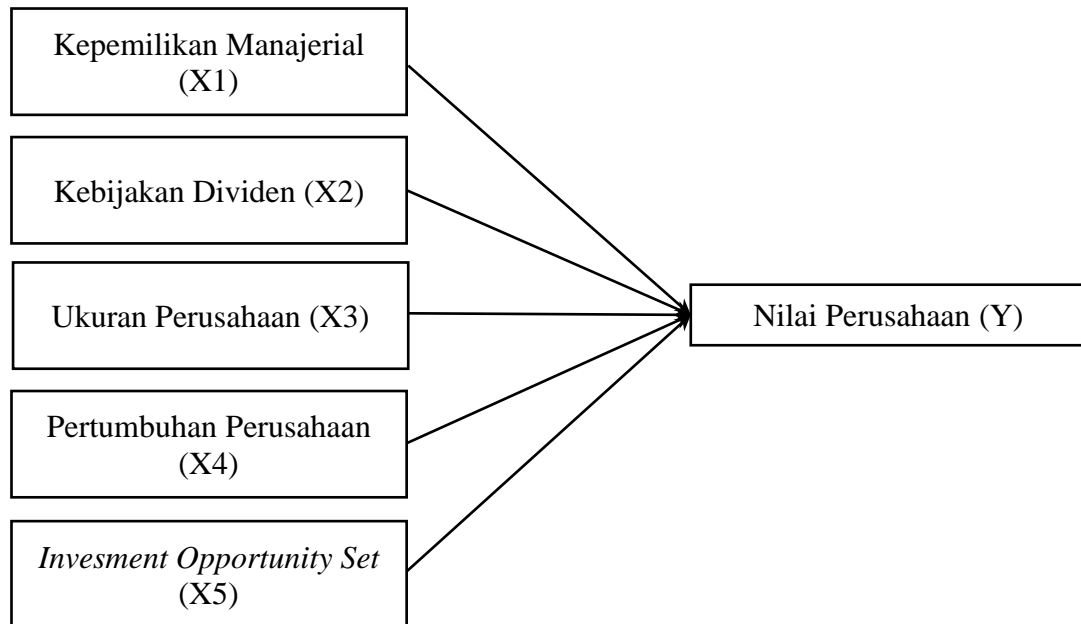 Kepemilikan Manajerial
(X1)
Kebijakan Dividen (X2)
Ukuran Perusahaan (X3)
Nilai Perusahaan (Y)
Pertumbuhan Perusahaan
(X4)
Invesment Opportunity Set
(X5)